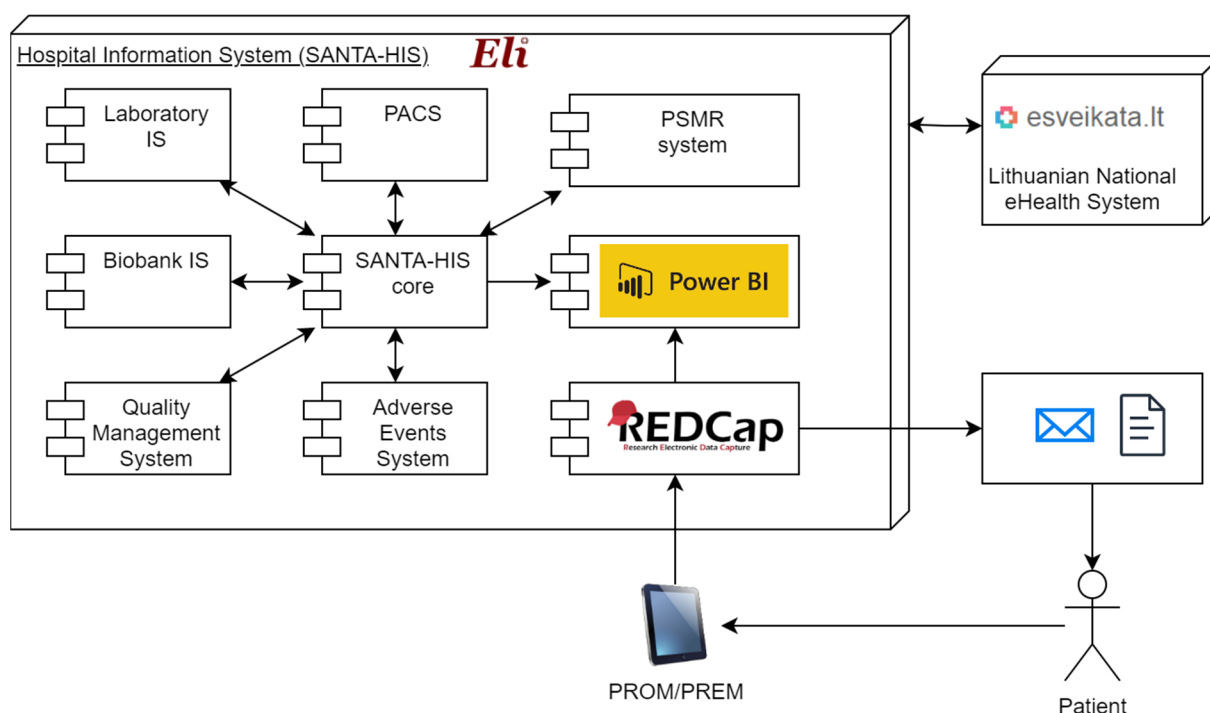 Hospital Information System (SANTA-HIS)
Eli
Laboratory
IS
PACS
PSMR
system
esveikata.lt
Lithuanian National
eHealth System
Biobank IS
SANTA-HIS
core
Power BI
Quality
Management
System
Adverse
Events
System
REDCap
Research Electronic Data Capture
PROM/PREM
Patient